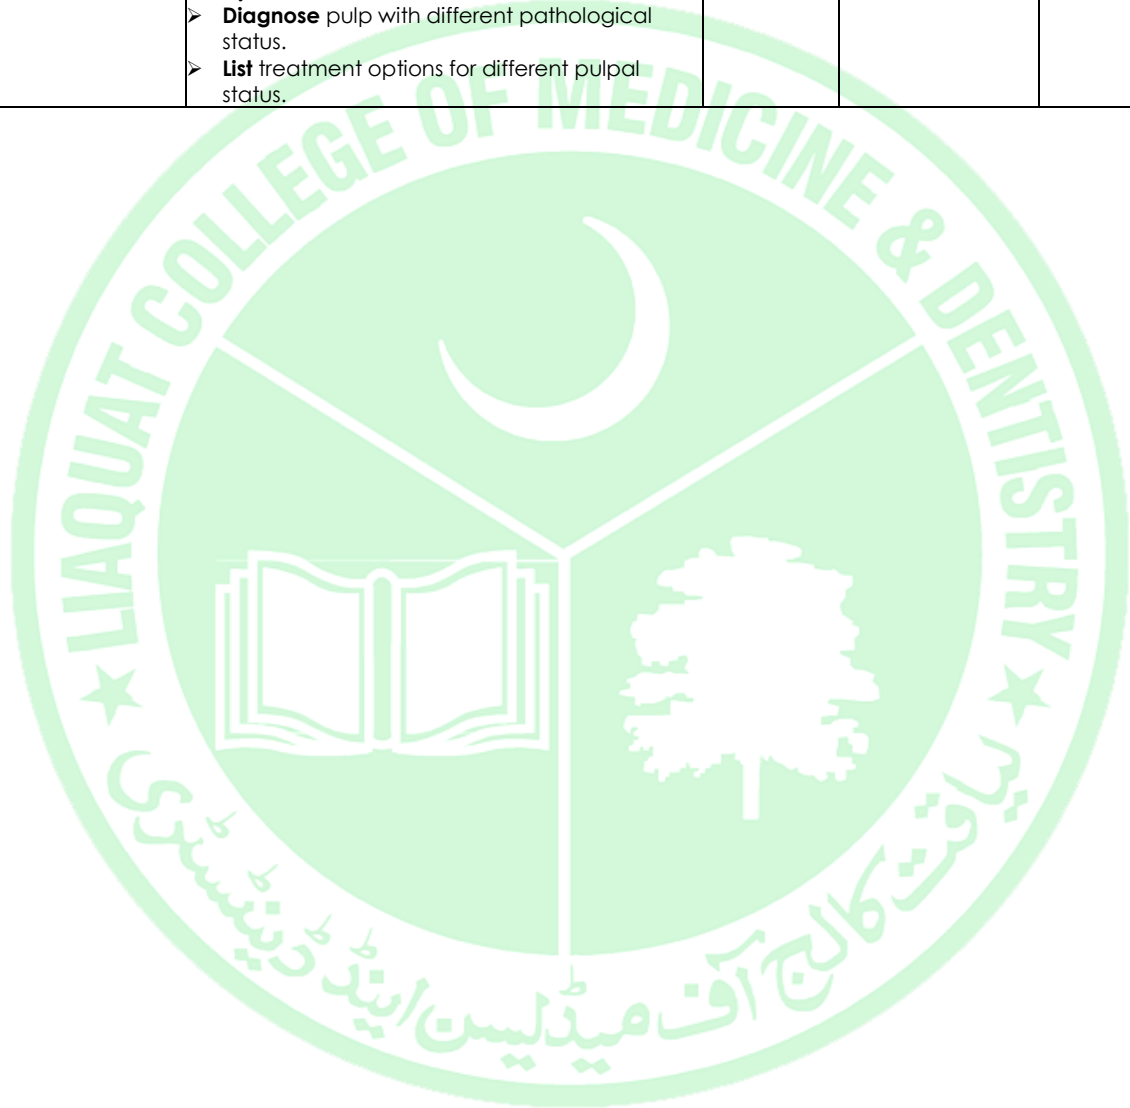 ➢ Diagnose pulp with different pathological
status.
➢ List treatment options for different pulpal
status.
LIAQUAT COLLEGE OF MEDICINE & DENTISTRY
لیاقت کالج آف میڈیسن اینڈ ڈینٹسٹری